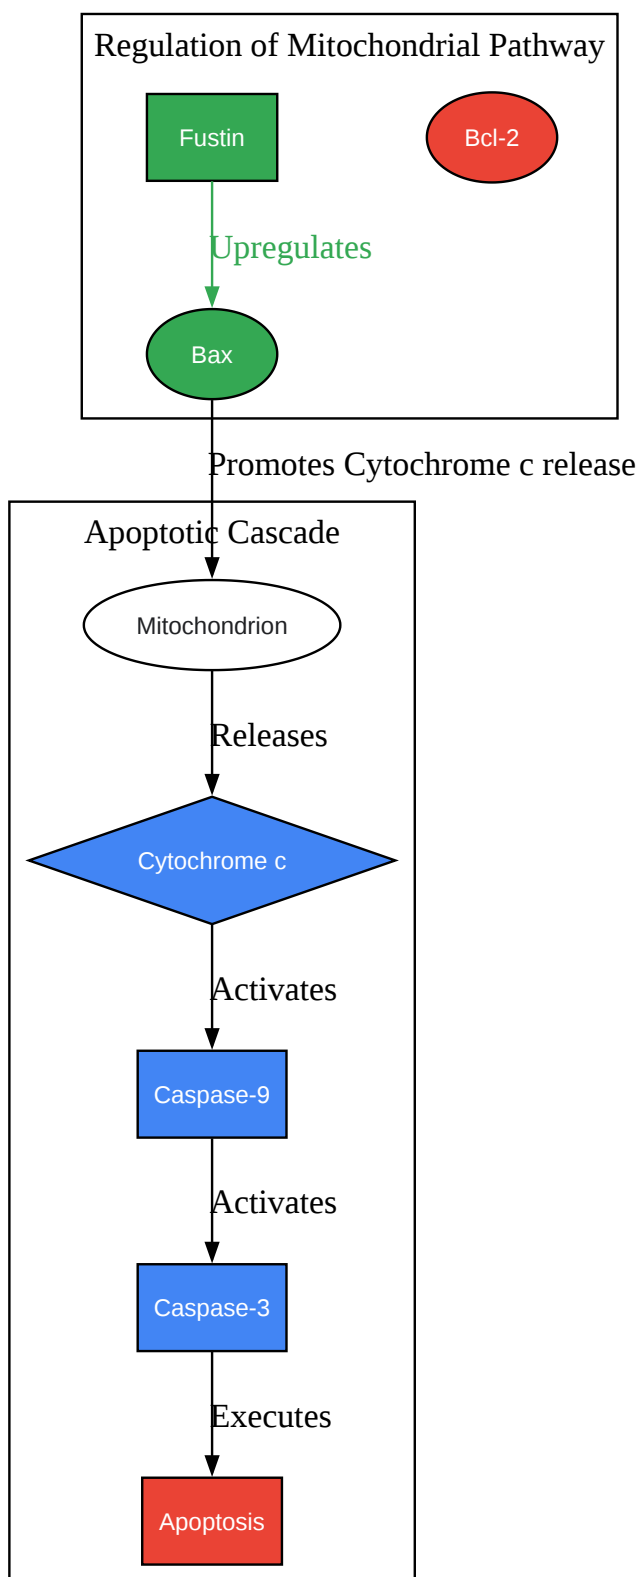 Regulation of Mitochondrial Pathway
Fustin
Bcl-2
Upregulates
Bax
Promotes Cytochrome c release
Apoptotic Cascade
Mitochondrion
Releases
Cytochrome c
Activates
Caspase-9
Activates
Caspase-3
Executes
Apoptosis